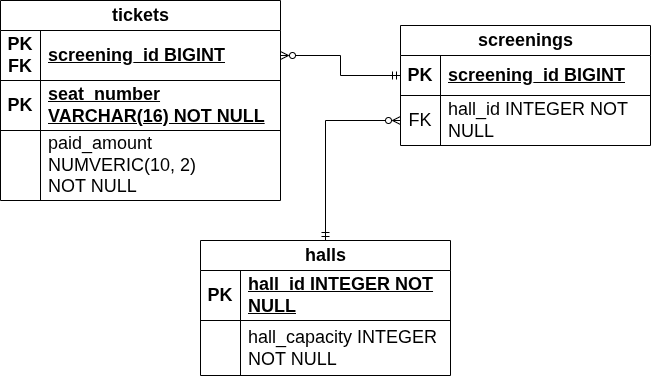 tickets
PK
FK
screening_id BIGINT
PK
seat_number
VARCHAR(16) NOT NULL
paid_amount
NUMVERIC(10, 2)
NOT NULL
screenings
PK
screening_id BIGINT
FK
hall_id INTEGER NOT
NULL
halls
PK
hall_id INTEGER NOT
NULL
hall_capacity INTEGER
NOT NULL